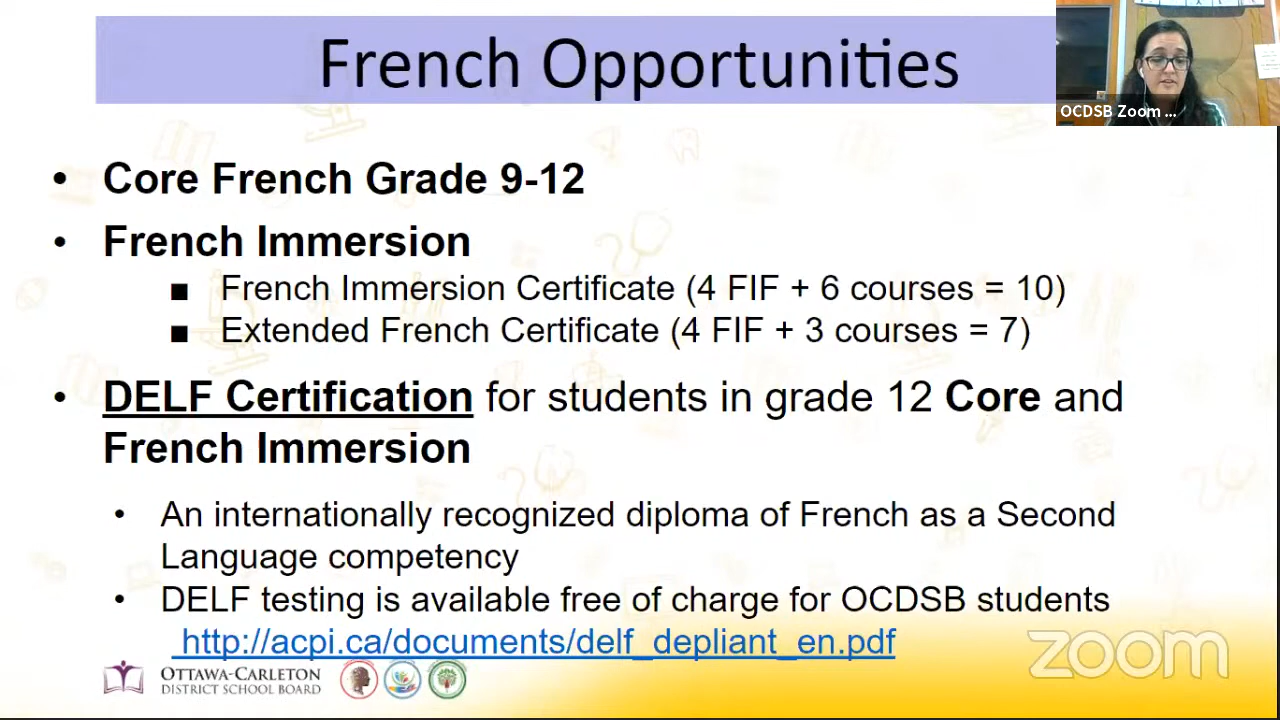 French Opportunities
OCDSB Zoom ...
• Core French Grade 9-12
• French Immersion
■ French Immersion Certificate (4 FIF + 6 courses = 10)
■ Extended French Certificate (4 FIF + 3 courses = 7)
• DELF Certification for students in grade 12 Core and
French Immersion
• An internationally recognized diploma of French as a Second
Language competency
• DELF testing is available free of charge for OCDSB students
http://acpi.ca/documents/delf_depliant_en.pdf
OTTAWA-CARLETON
DISTRICT SCHOOL BOARD
zoom